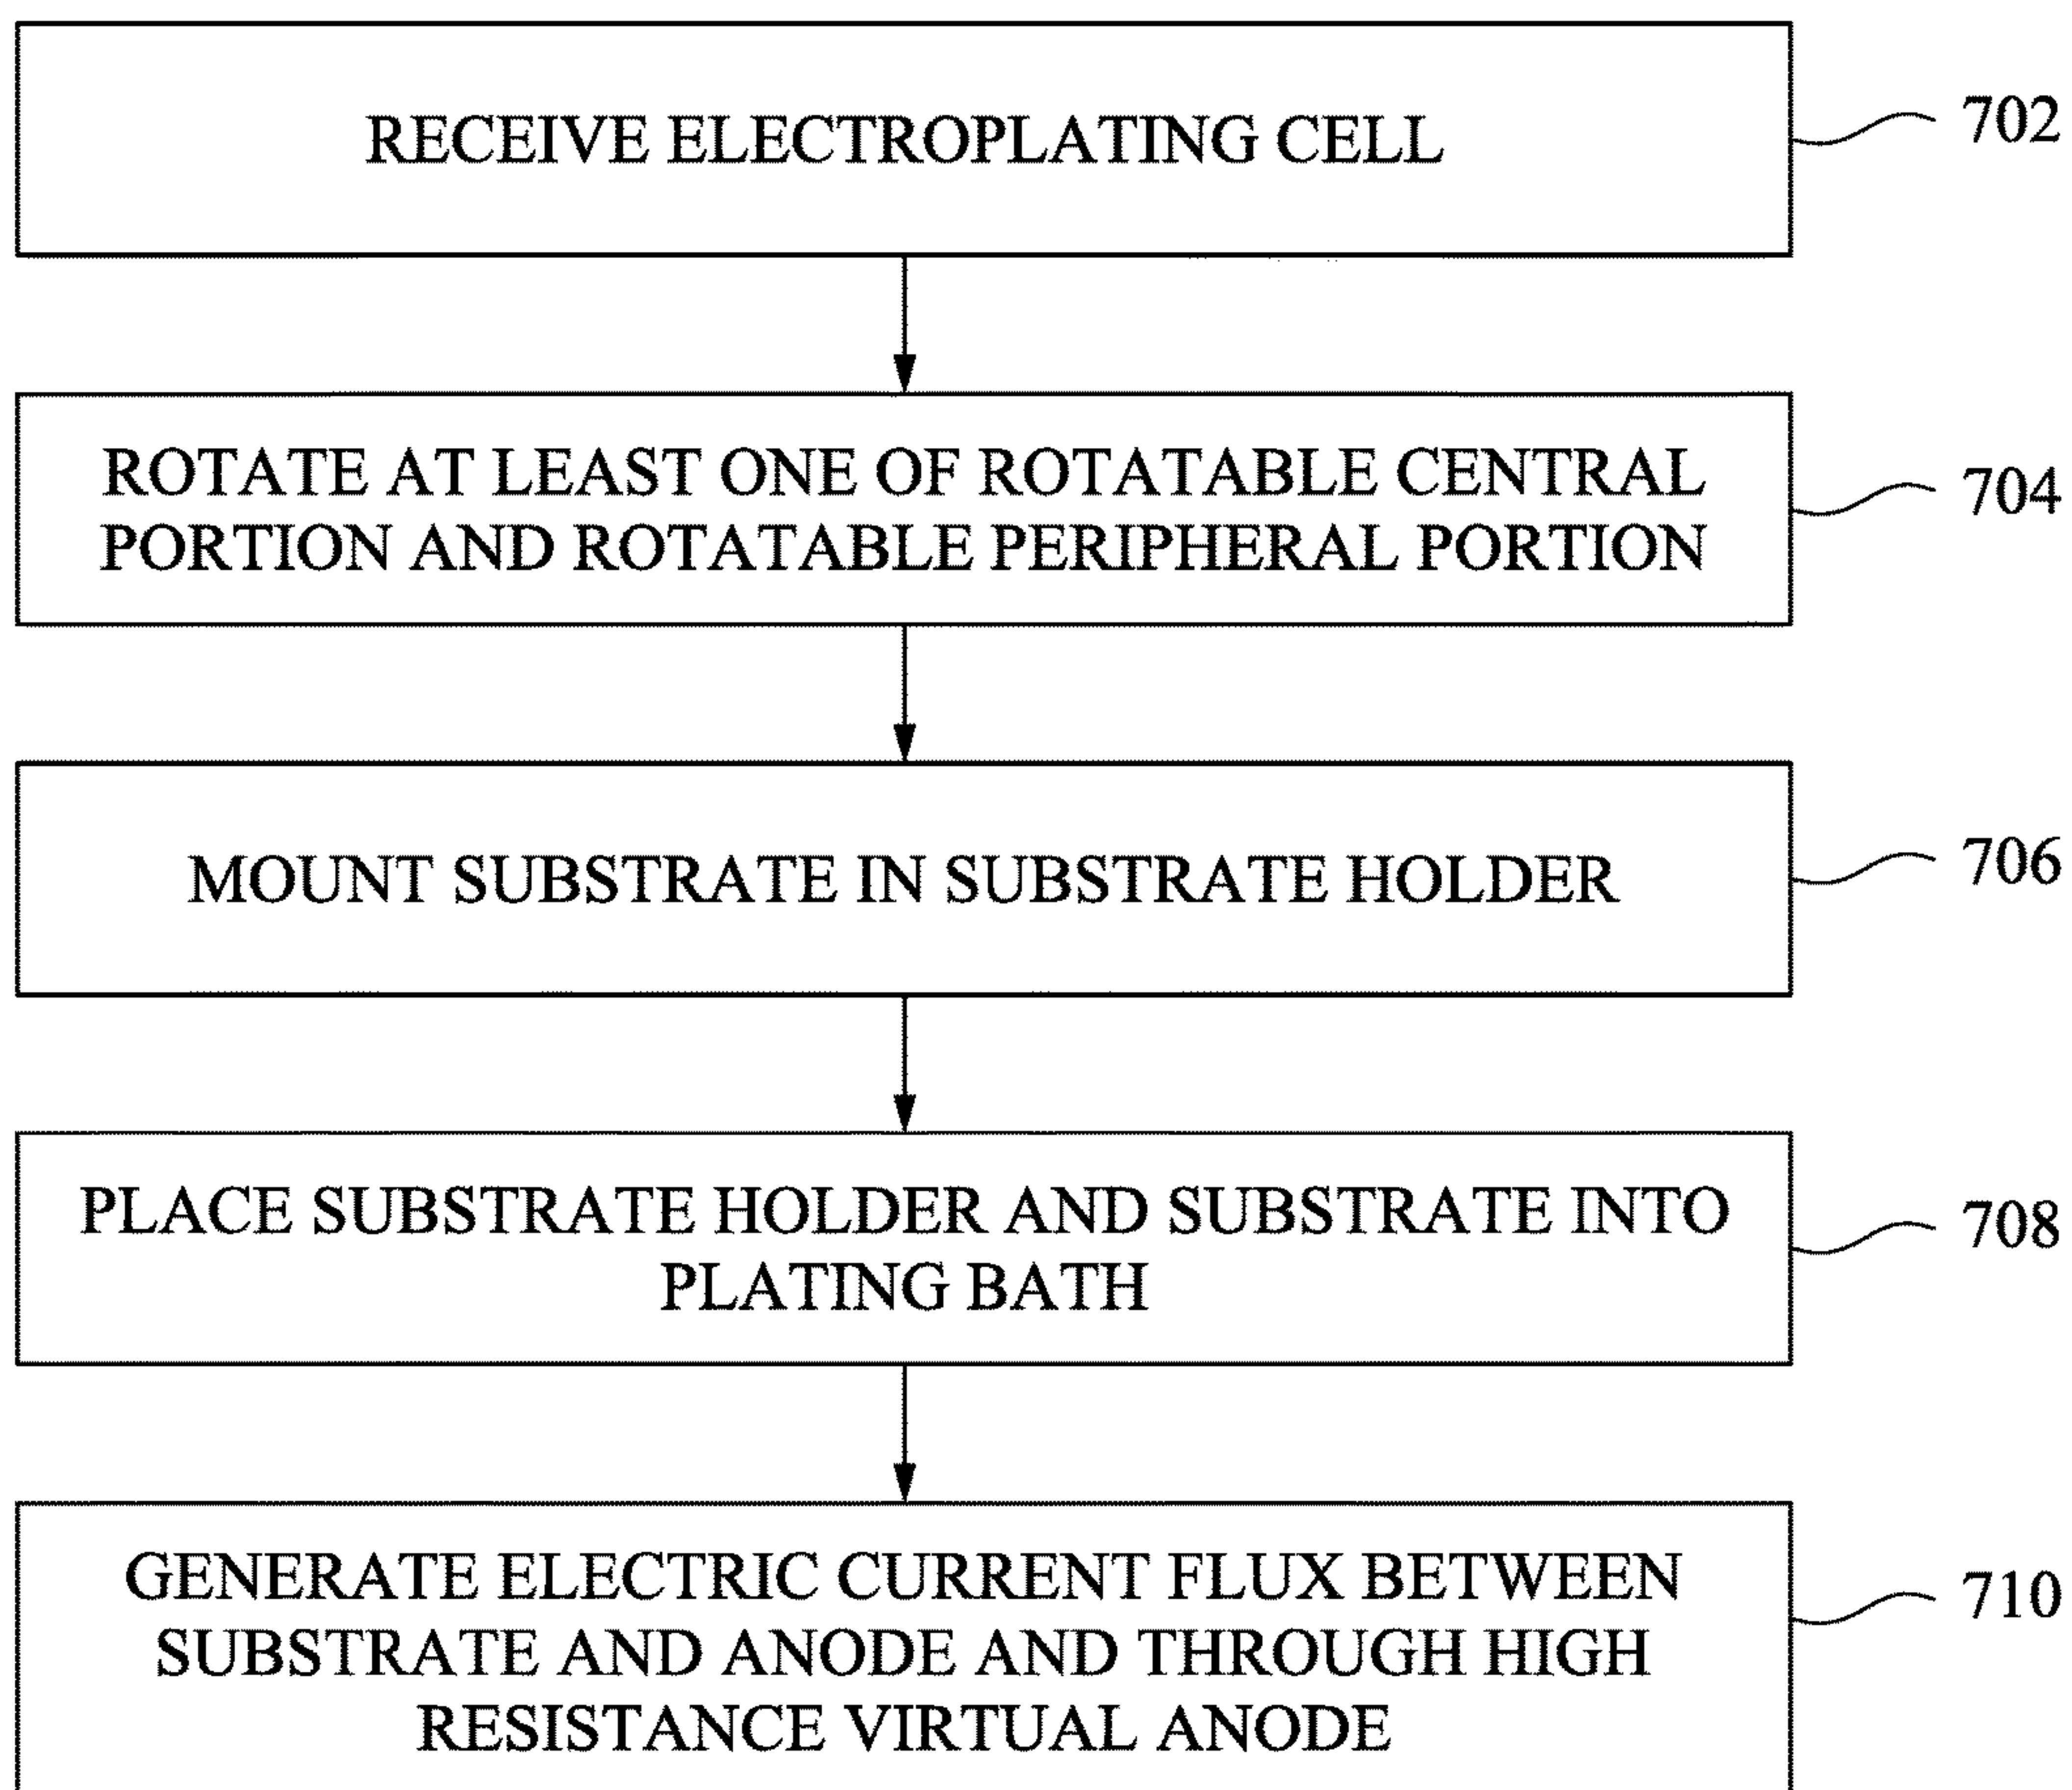 RECEIVE ELECTROPLATING CELL
702
ROTATE AT LEAST ONE OF ROTATABLE CENTRAL
PORTION AND ROTATABLE PERIPHERAL PORTION
704
MOUNT SUBSTRATE IN SUBSTRATE HOLDER
706
PLACE SUBSTRATE HOLDER AND SUBSTRATE INTO
PLATING BATH
708
GENERATE ELECTRIC CURRENT FLUX BETWEEN
SUBSTRATE AND ANODE AND THROUGH HIGH
RESISTANCE VIRTUAL ANODE
710